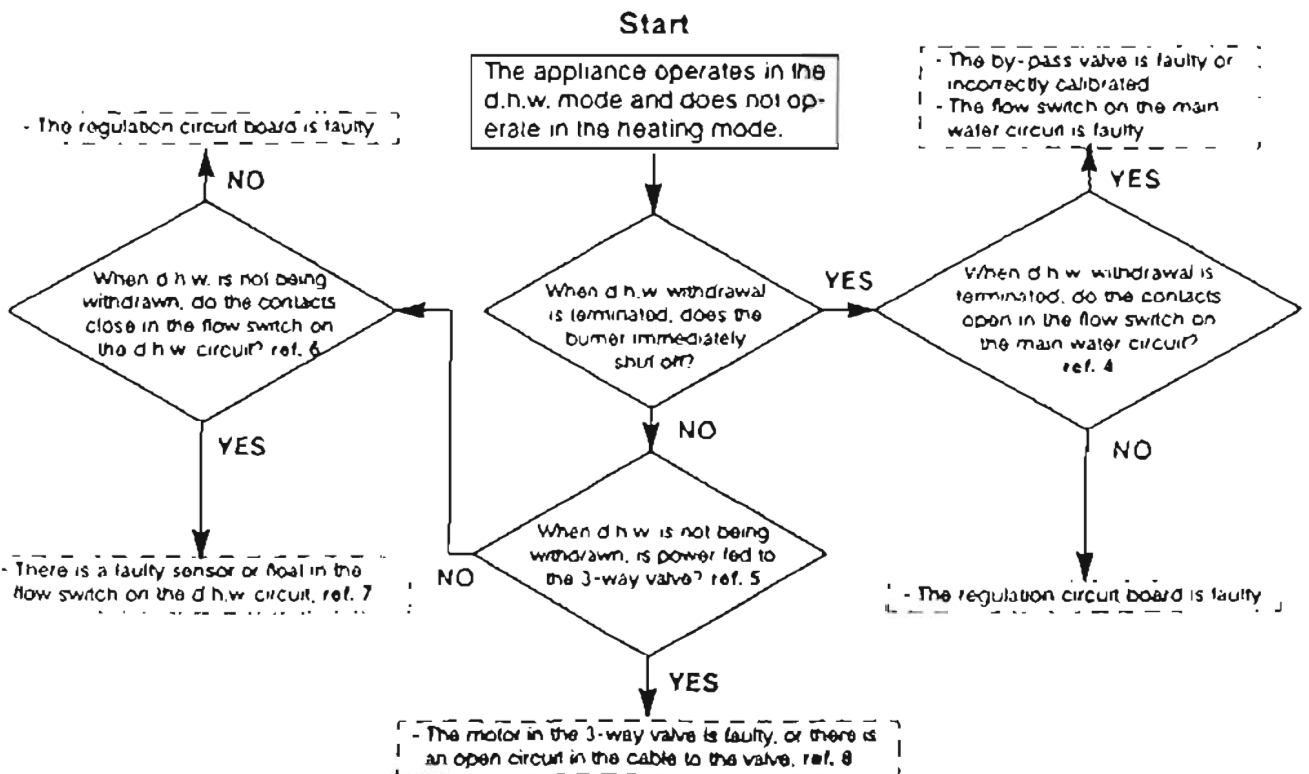 Start
The appliance operates in the
d.h.w. mode and does not op-
erate in the heating mode.
- The by-pass valve is faulty or
incorrectly calibrated
- The flow switch on the main
water circuit is faulty
- The regulation circuit board is faulty
NO
YES
When d h w. is not being
withdrawn, do the contacts
close in the flow switch on
the d h w circuit? ref. 6
When d h.w withdrawal
is terminated, does the
burner immediately
shut off?
YES
When d h w withdrawal is
terminated, do the contacts
open in the flow switch on
the main water circuit?
ref. 4
YES
NO
NO
When d h w is not being
withdrawn, is power fed to
the 3-way valve? ref. 5
NO
- There is a faulty sensor or float in the
flow switch on the d h.w circuit, ref. 7
- The regulation circuit board is faulty
YES
- The motor in the 3-way valve is faulty, or there is
an open circuit in the cable to the valve, ref. 8